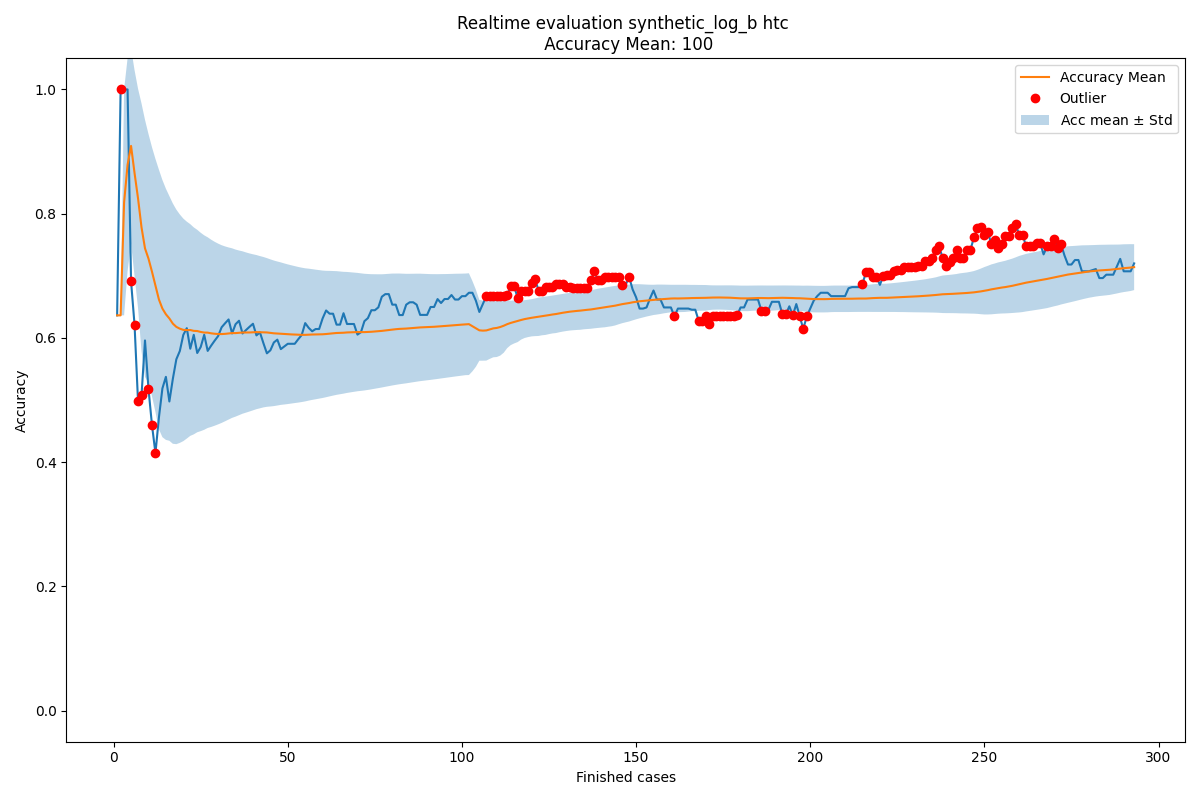 Realtime evaluation synthetic_log_b htc
Accuracy Mean: 100
Accuracy Mean
Outlier
Acc mean ± Std
Accuracy
1.0
0.8
0.6
0.4
0.2
0.0
0 50 100 150 200 250 300
Finished cases